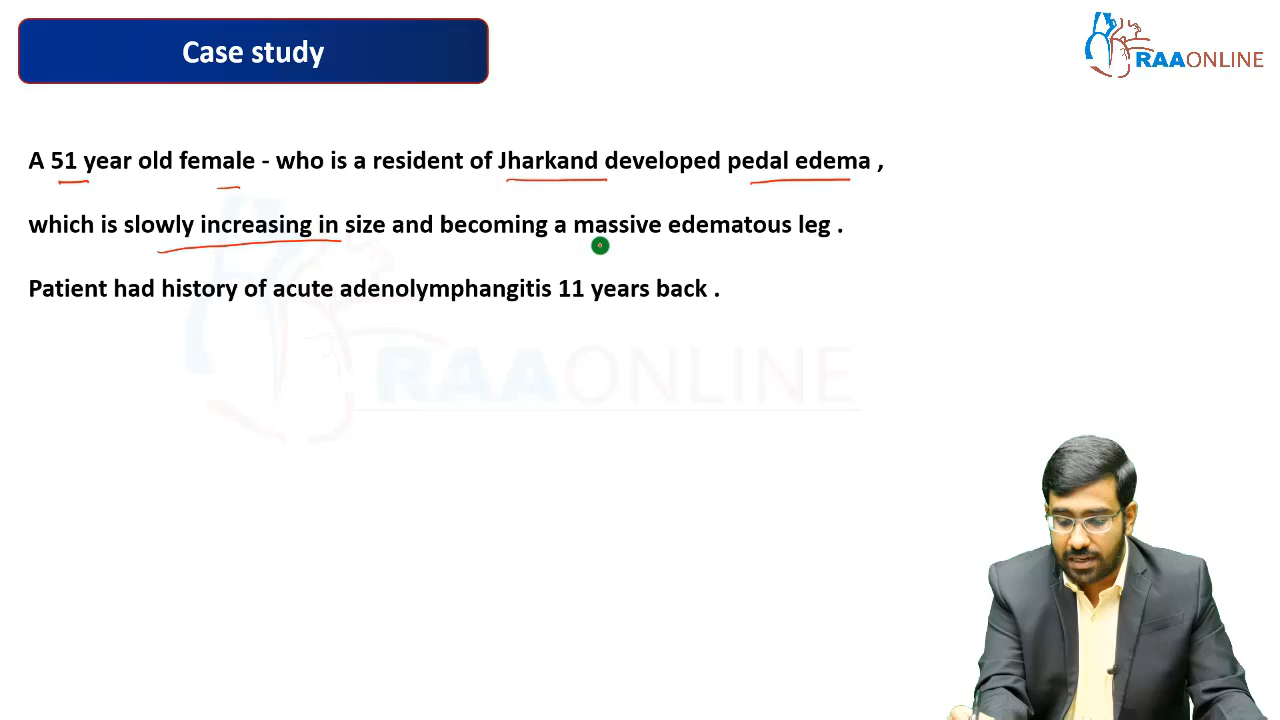 Case study
RAAONLINE
A 51 year old female - who is a resident of Jharkand developed pedal edema ,
which is slowly increasing in size and becoming a massive edematous leg .
Patient had history of acute adenolymphangitis 11 years back .
RAAONLINE